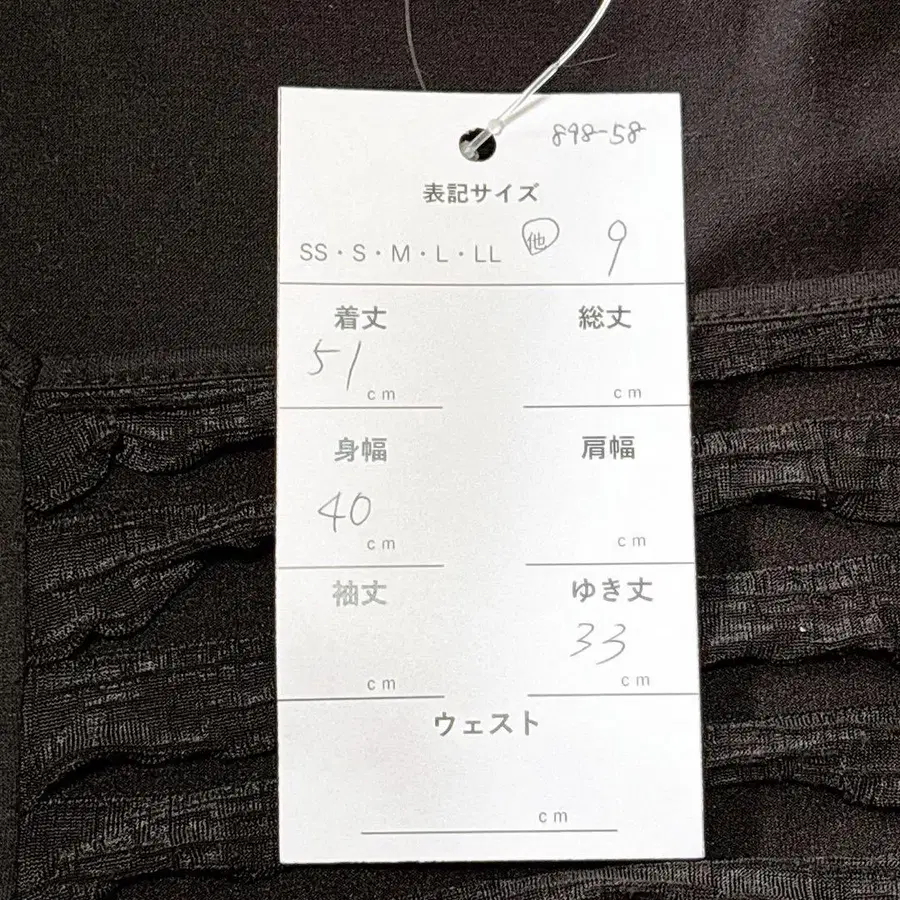 898-58
表記サイズ
SS・S・M・L・LL 他 9
着丈 総丈
51
cm cm
身幅 肩幅
40
cm cm
袖丈 ゆき丈
33
cm cm
ウェスト
cm